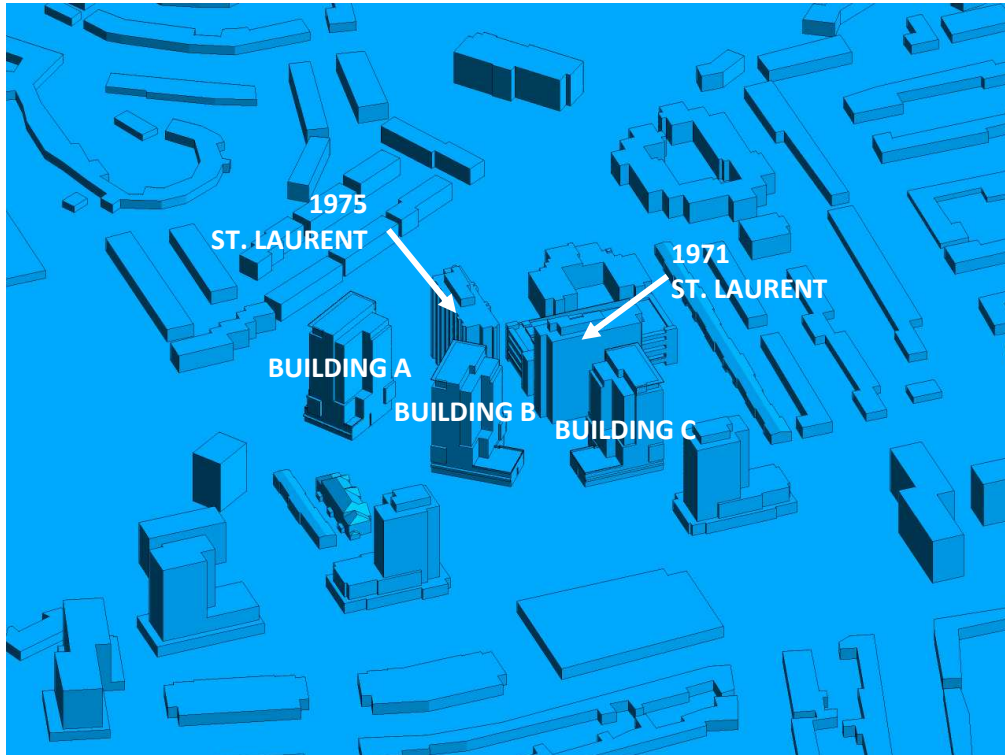 1975
ST. LAURENT
1971
ST. LAURENT
BUILDING A
BUILDING B
BUILDING C